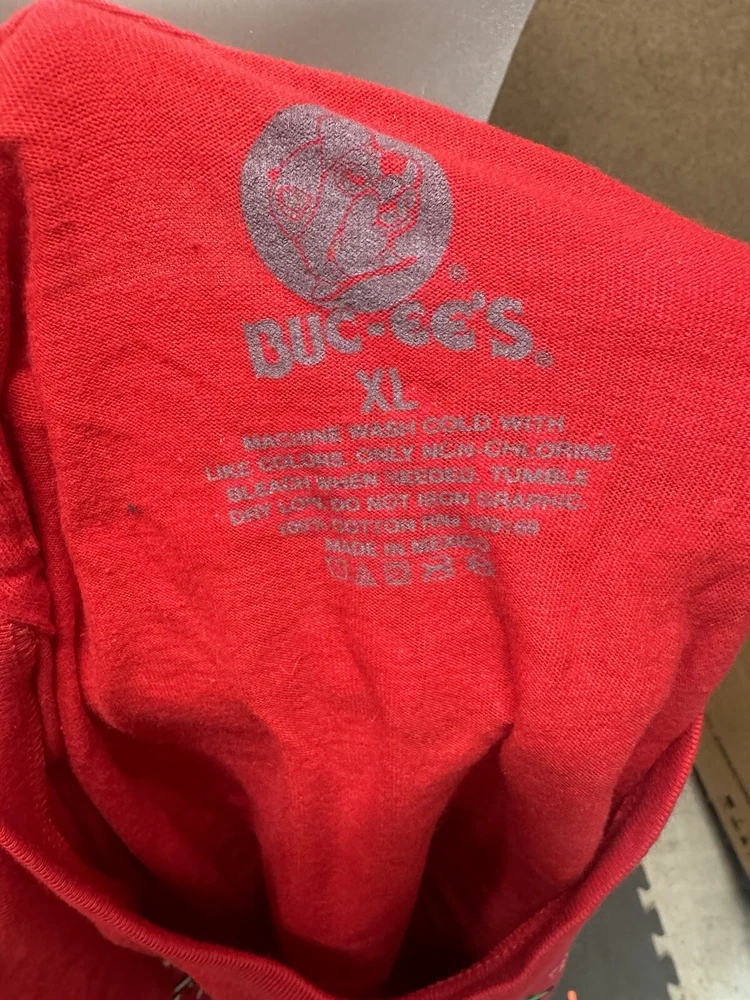 BUC-EE'S®
XL
MACHINE WASH COLD WITH
LIKE COLORS. ONLY NON-CHLORINE
BLEACH WHEN NEEDED. TUMBLE
DRY LOW. DO NOT IRON GRAPHIC.
100% COTTON RN#
MADE IN MEXICO